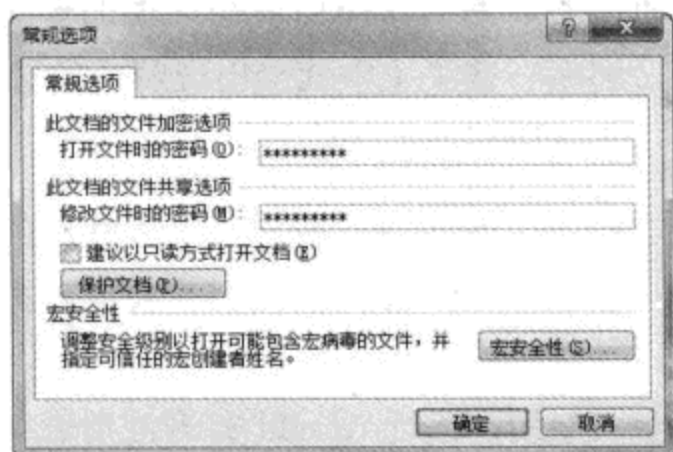 常规选项
常规选项
此文档的文件加密选项
打开文件时的密码(O): *********
此文档的文件共享选项
修改文件时的密码(M): *********
建议以只读方式打开文档(E)
保护文档(P)...
宏安全性
调整安全级别以打开可能包含宏病毒的文件，并
指定可信任的宏创建者姓名。
宏安全性(S)...
确定 取消